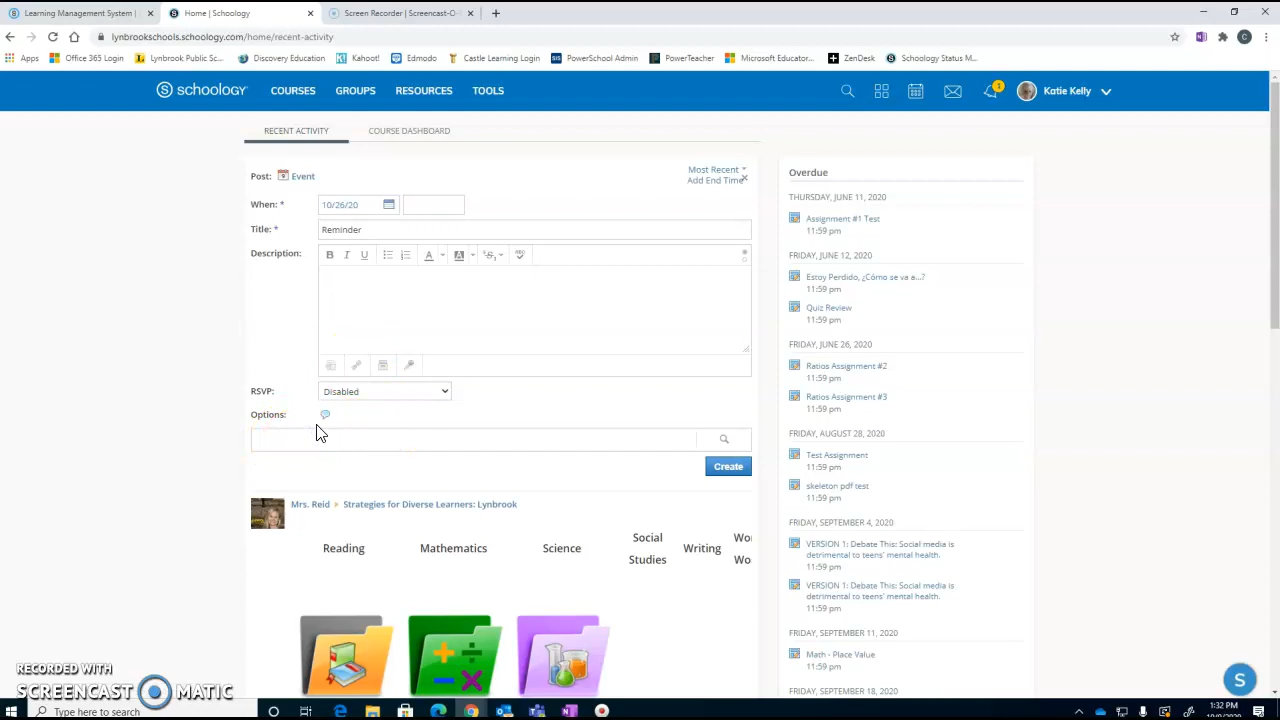 Learning Management System |
Home | Schoology
Screen Recorder | Screencast-O-
lynbrookschools.schoology.com/home/recent-activity
Apps
Office 365 Login
Lynbrook Public Sc...
Discovery Education
Kahoot!
Edmodo
Castle Learning Login
PowerSchool Admin
PowerTeacher
Microsoft Educator...
ZenDesk
Schoology Status M...
schoology
COURSES
GROUPS
RESOURCES
TOOLS
1
Katie Kelly
RECENT ACTIVITY
COURSE DASHBOARD
Post:
Event
Most Recent
Add End Time
When: *
10/26/20
Title: *
Reminder
Description:
B I U
RSVP:
Disabled
Options:
Create
Mrs. Reid
Strategies for Diverse Learners: Lynbrook
Reading
Mathematics
Science
Social
Studies
Writing
Wo
Overdue
THURSDAY, JUNE 11, 2020
Assignment #1 Test
11:59 pm
FRIDAY, JUNE 12, 2020
Estoy Perdido, ¿Cómo se va a...?
11:59 pm
Quiz Review
11:59 pm
FRIDAY, JUNE 26, 2020
Ratios Assignment #2
11:59 pm
Ratios Assignment #3
11:59 pm
FRIDAY, AUGUST 28, 2020
Test Assignment
11:59 pm
skeleton pdf test
11:59 pm
FRIDAY, SEPTEMBER 4, 2020
VERSION 1: Debate This: Social media is
detrimental to teens' mental health.
11:59 pm
VERSION 1: Debate This: Social media is
detrimental to teens' mental health.
11:59 pm
FRIDAY, SEPTEMBER 11, 2020
Math - Place Value
11:59 pm
FRIDAY, SEPTEMBER 18, 2020
RECORDED WITH
SCREENCAST MATIC
Type here to search
1:32 PM